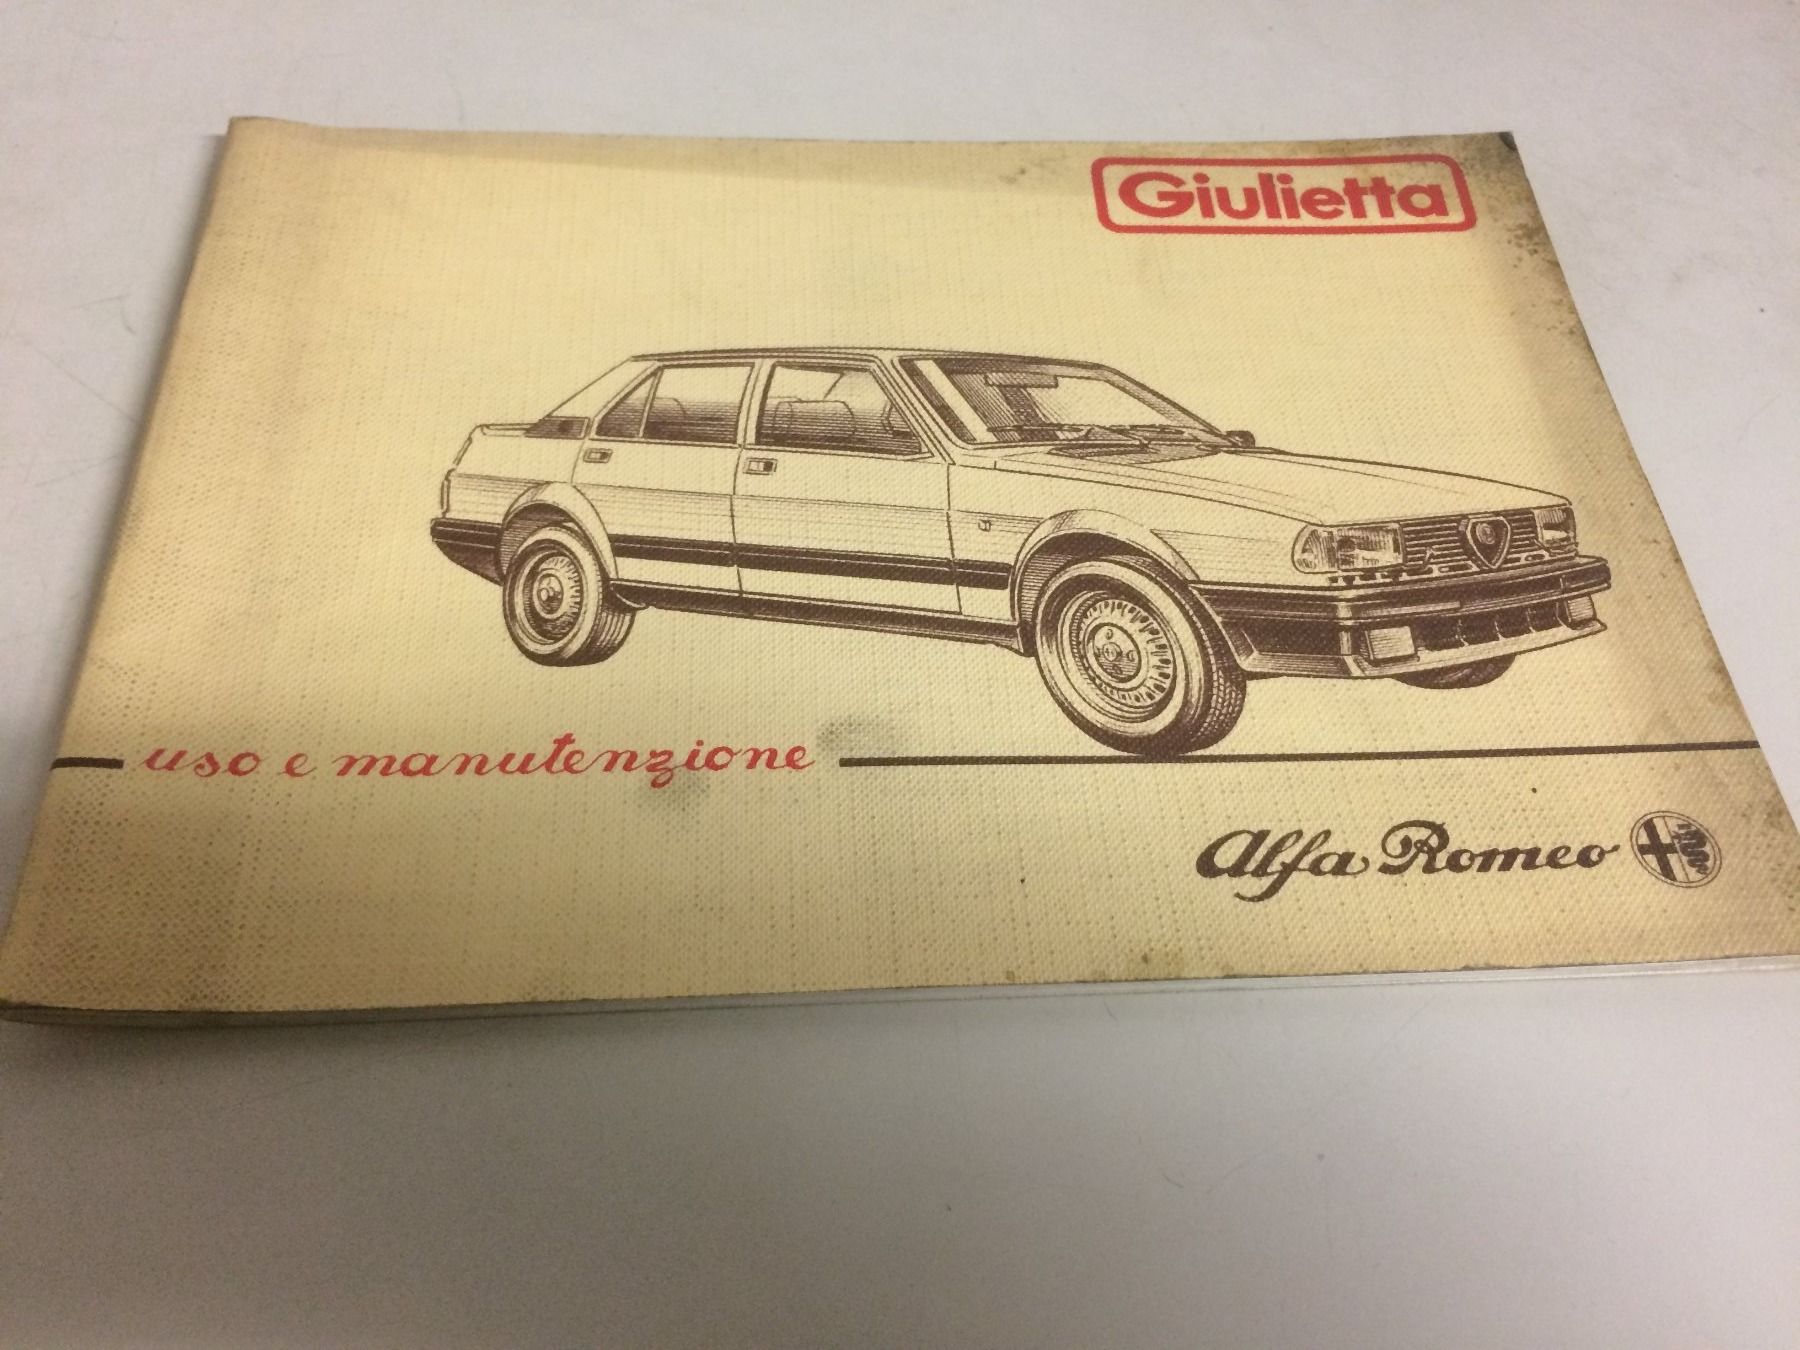 Giulietta
uso e manutenzione
Alfa Romeo